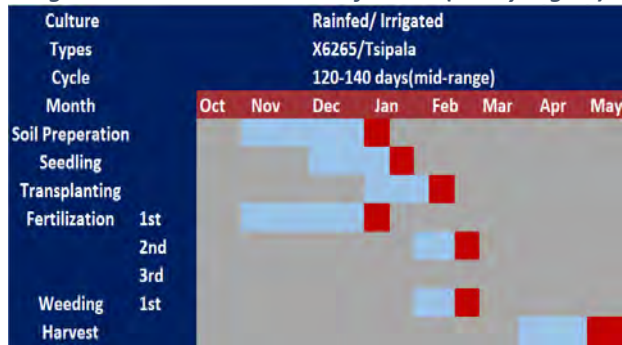 Culture Rainfed/ Irrigated
Types X6265/Tsipala
Cycle 120-140 days(mid-range)
Month Oct Nov Dec Jan Feb Mar Apr May
Soil Preperation
Seedling
Transplanting
Fertilization 1st
2nd
3rd
Weeding 1st
Harvest